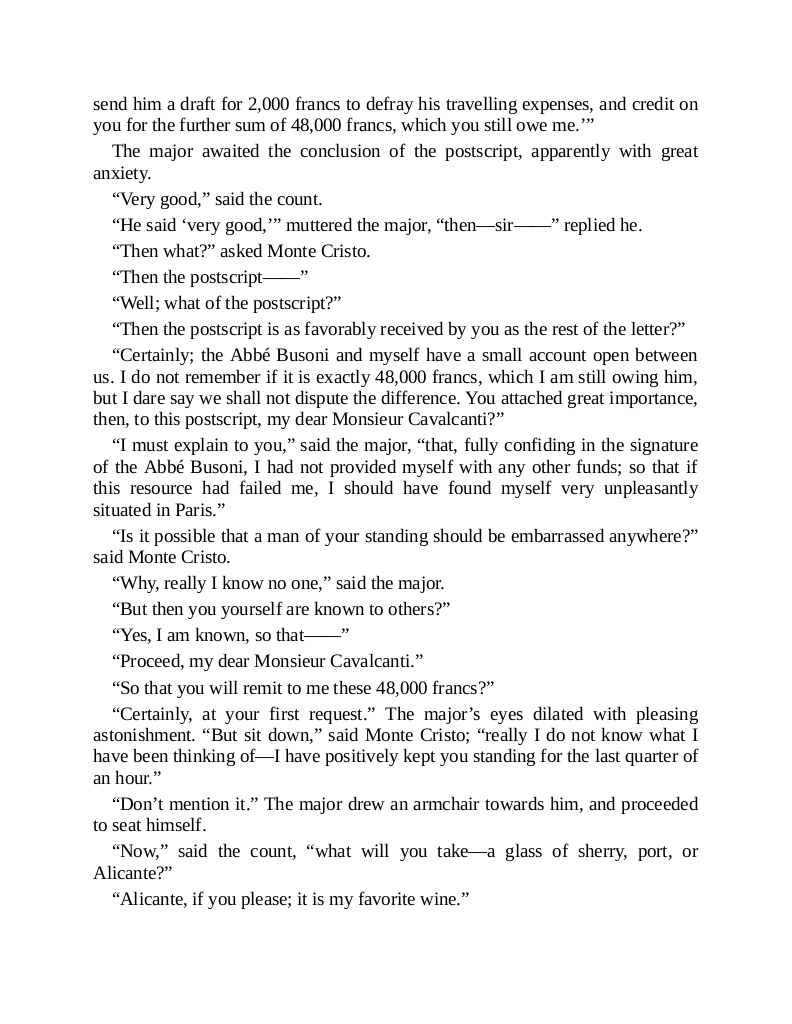 send him a draft for 2,000 francs to defray his travelling expenses, and credit on
you for the further sum of 48,000 francs, which you still owe me.’”
The major awaited the conclusion of the postscript, apparently with great
anxiety.
“Very good,” said the count.
“He said ‘very good,’” muttered the major, “then—sir——” replied he.
“Then what?” asked Monte Cristo.
“Then the postscript——”
“Well; what of the postscript?”
“Then the postscript is as favorably received by you as the rest of the letter?”
“Certainly; the Abbé Busoni and myself have a small account open between
us. I do not remember if it is exactly 48,000 francs, which I am still owing him,
but I dare say we shall not dispute the difference. You attached great importance,
then, to this postscript, my dear Monsieur Cavalcanti?”
“I must explain to you,” said the major, “that, fully confiding in the signature
of the Abbé Busoni, I had not provided myself with any other funds; so that if
this resource had failed me, I should have found myself very unpleasantly
situated in Paris.”
“Is it possible that a man of your standing should be embarrassed anywhere?”
said Monte Cristo.
“Why, really I know no one,” said the major.
“But then you yourself are known to others?”
“Yes, I am known, so that——”
“Proceed, my dear Monsieur Cavalcanti.”
“So that you will remit to me these 48,000 francs?”
“Certainly, at your first request.” The major’s eyes dilated with pleasing
astonishment. “But sit down,” said Monte Cristo; “really I do not know what I
have been thinking of—I have positively kept you standing for the last quarter of
an hour.”
“Don’t mention it.” The major drew an armchair towards him, and proceeded
to seat himself.
“Now,” said the count, “what will you take—a glass of sherry, port, or
Alicante?”
“Alicante, if you please; it is my favorite wine.”